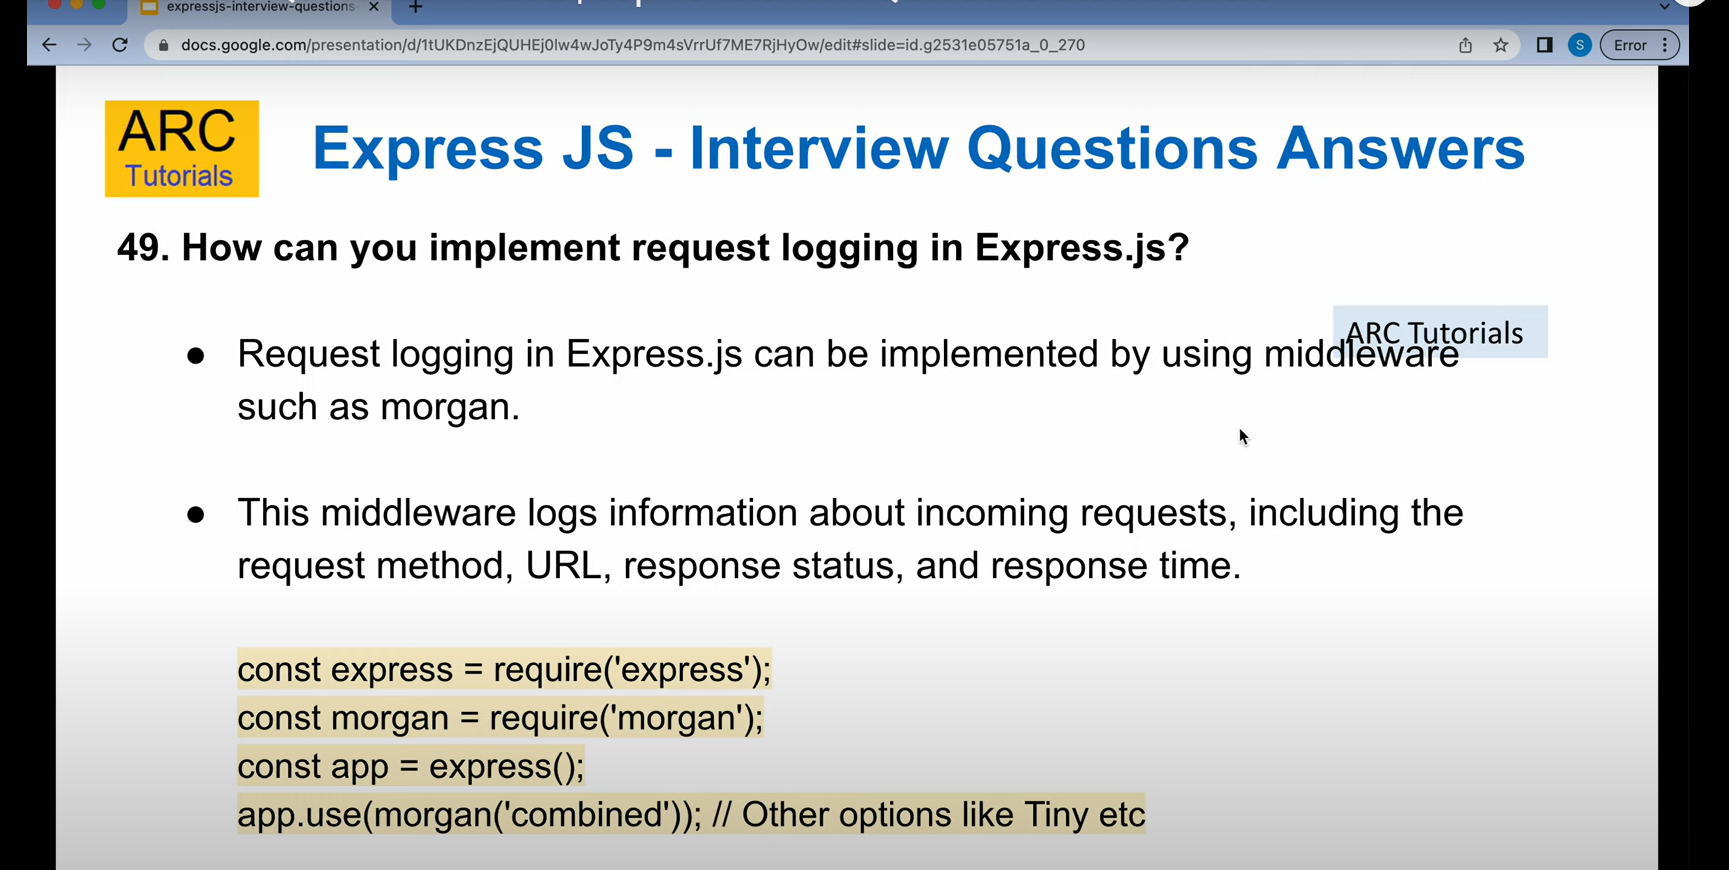 expressjs-interview-questions-
docs.google.com/presentation/d/1tUKDnzEjQUHEj0lw4wJoTy4P9m4sVrrUf7ME7RjHyOw/edit#slide=id.g2531e05751a_0_270
S
Error
ARC
Tutorials
Express JS - Interview Questions Answers
49. How can you implement request logging in Express.js?
ARC Tutorials
● Request logging in Express.js can be implemented by using middleware
such as morgan.
● This middleware logs information about incoming requests, including the
request method, URL, response status, and response time.
const express = require('express');
const morgan = require('morgan');
const app = express();
app.use(morgan('combined')); // Other options like Tiny etc